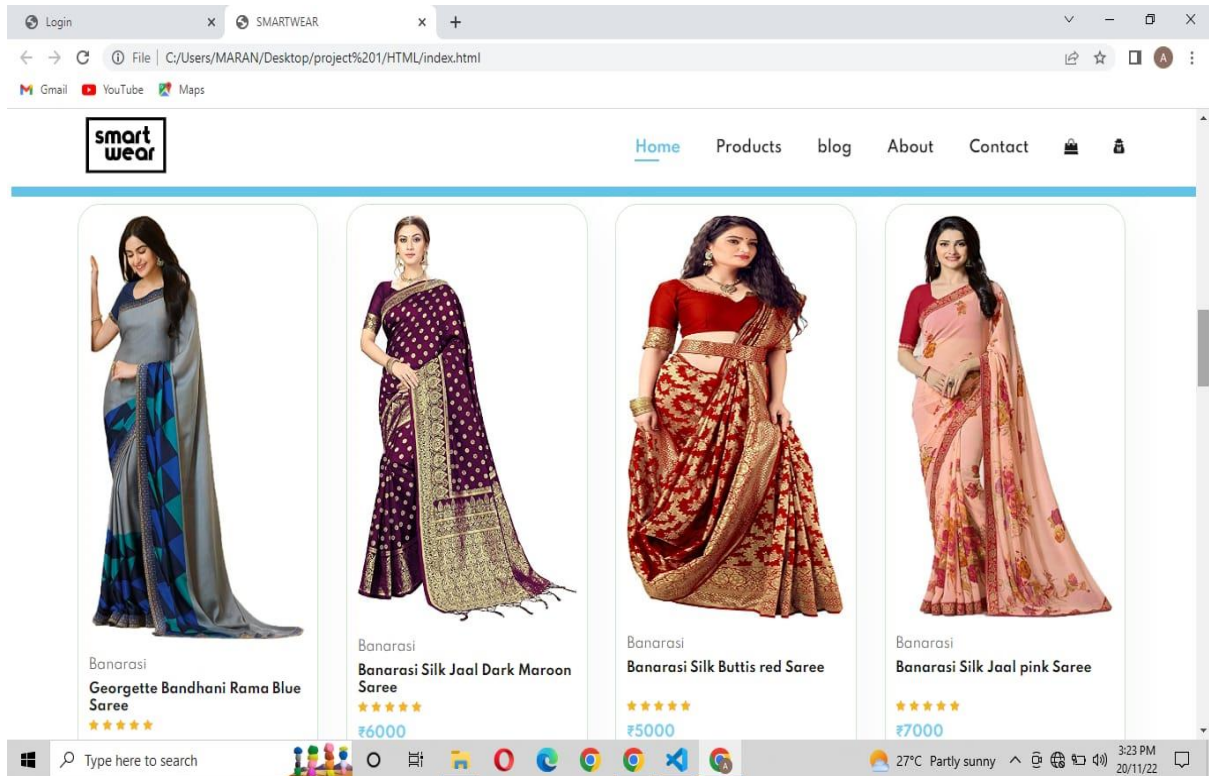 Login
SMARTWEAR
File
C:/Users/MARAN/Desktop/project%201/HTML/index.html
A
Gmail
YouTube
Maps
smart
wear
Home
Products
blog
About
Contact
Banarasi
Georgette Bandhani Rama Blue
Saree
Banarasi
Banarasi Silk Jaal Dark Maroon
Saree
₹6000
Banarasi
Banarasi Silk Buttis red Saree
₹5000
Banarasi
Banarasi Silk Jaal pink Saree
₹7000
Type here to search
27°C Partly sunny
3:23 PM
20/11/22